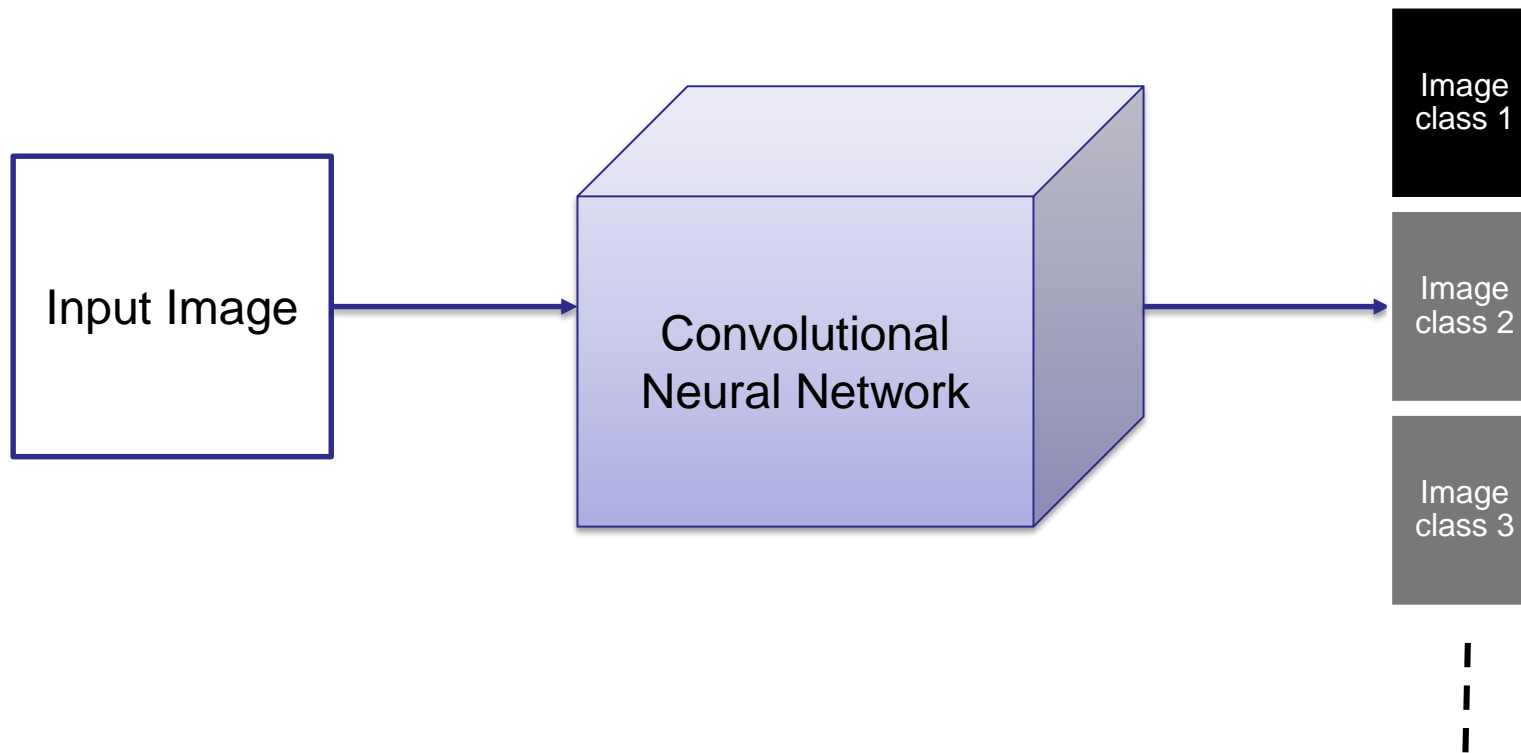 Input Image
Convolutional
Neural Network
Image
class 1
Image
class 2
Image
class 3